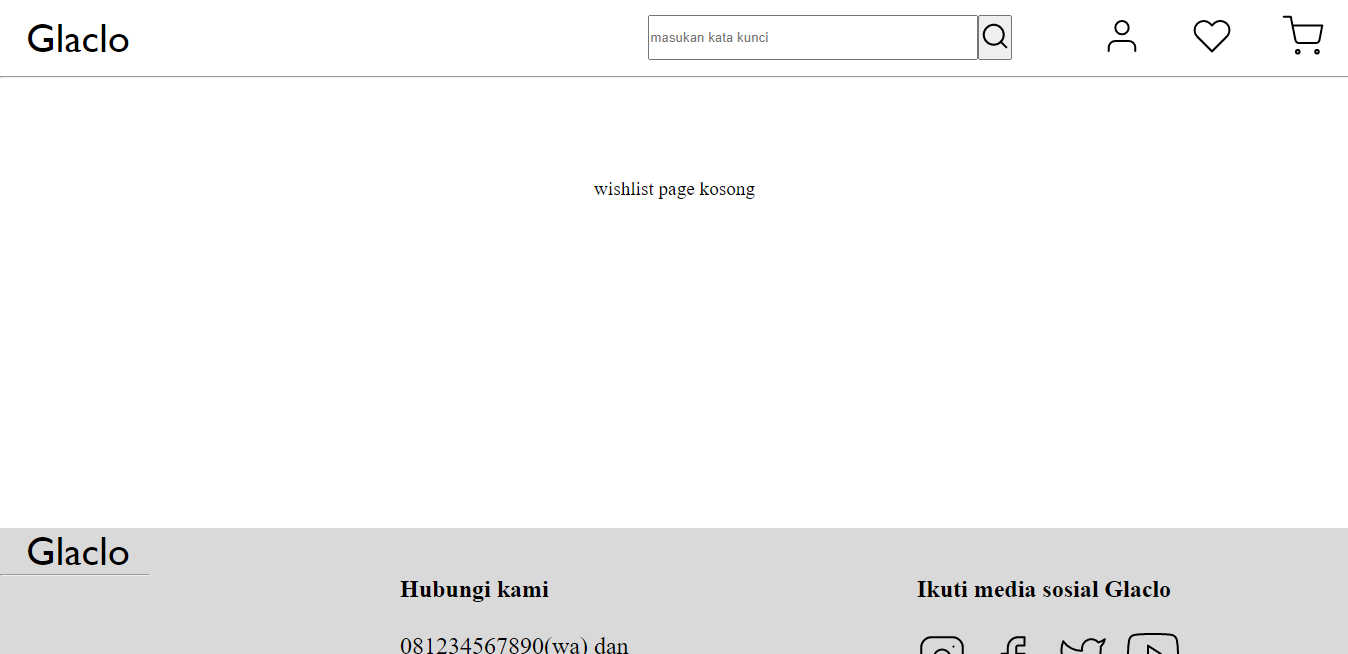 Glaclo
masukan kata kunci
wishlist page kosong
Glaclo
Hubungi kami
Ikuti media sosial Glaclo
081234567890(wa) dan